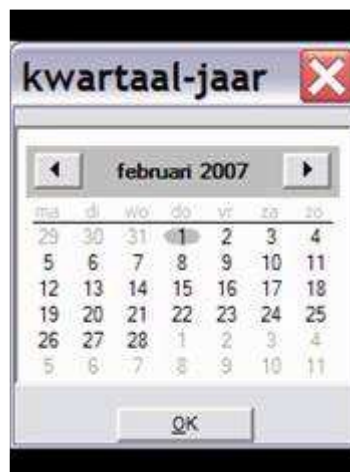 kwartaal-jaar
februari 2007
ma di wo do vr za zo
29 30 31 1 2 3 4
5 6 7 8 9 10 11
12 13 14 15 16 17 18
19 20 21 22 23 24 25
26 27 28 1 2 3 4
5 6 7 8 9 10 11
OK